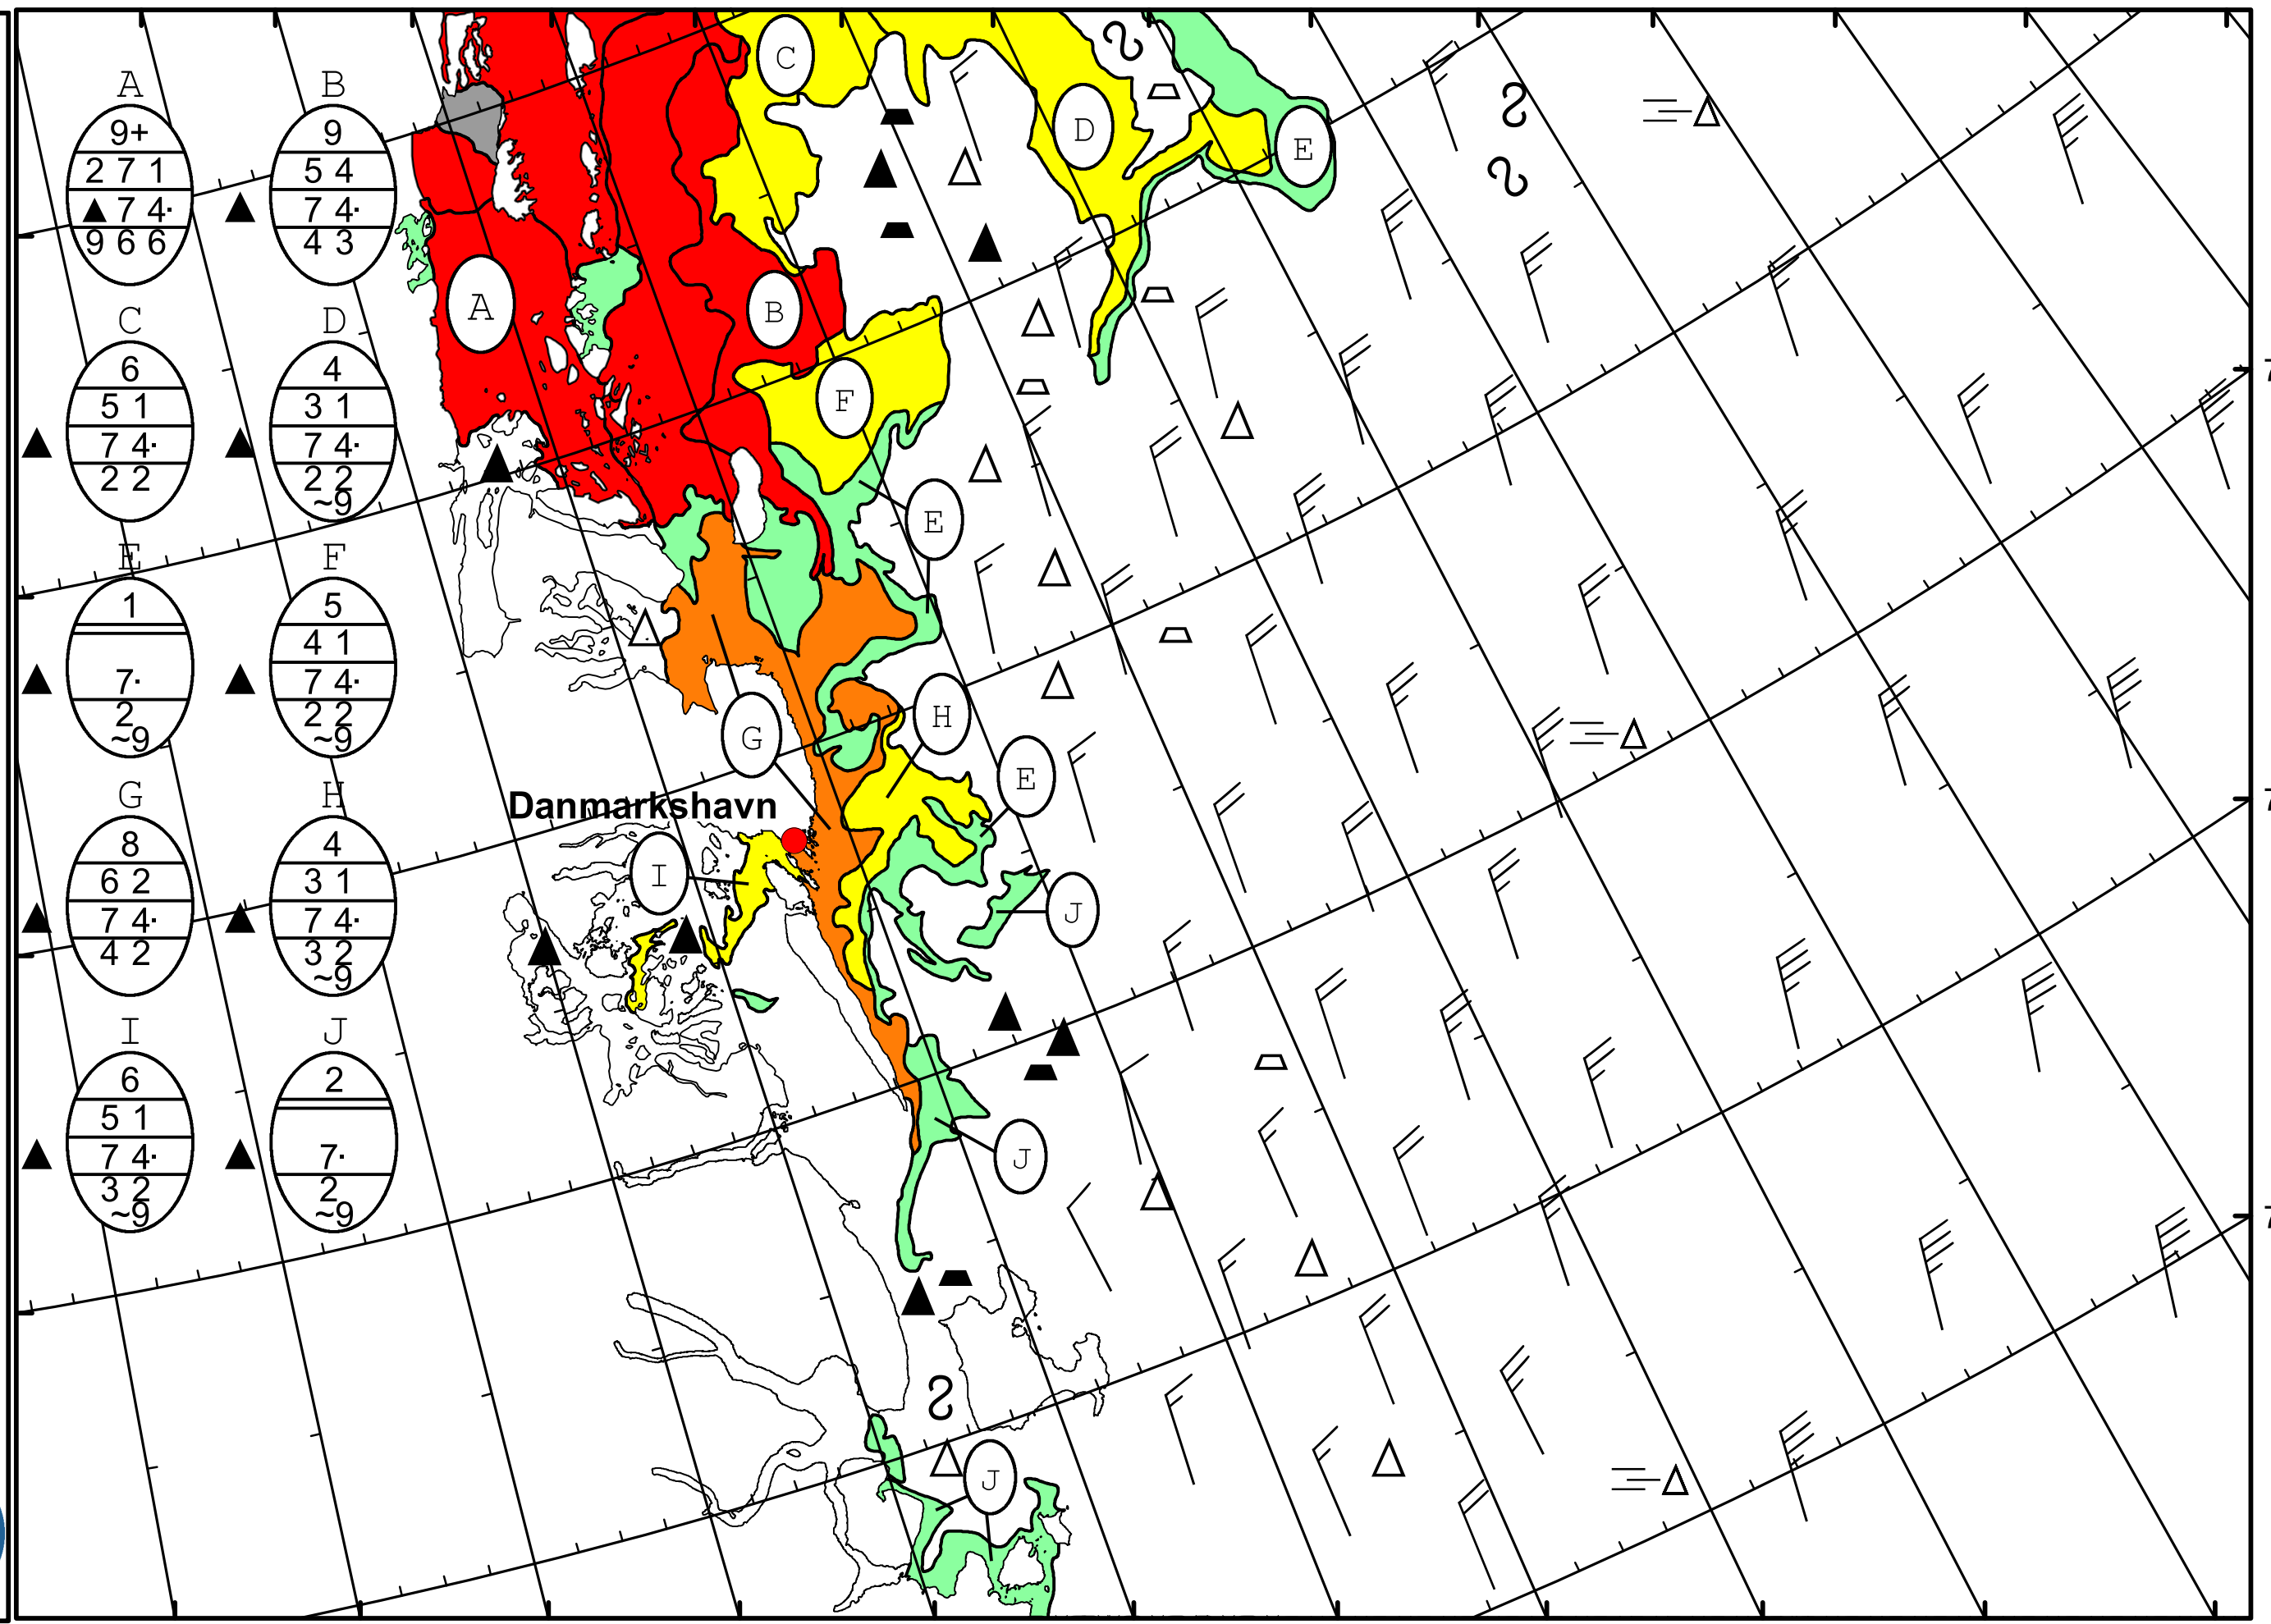 A B
9+ 9
2 7 1 5 4
▲ 7 4· 7 4·
9 6 6 4 3
C D
6 4
5 1 3 1
7 4· 7 4·
2 2 2 2
~9
E F
1 5
4 1
7· 7 4·
2 2 2
~9 ~9
G H
8 4
6 2 3 1
7 4· 7 4·
4 2 3 2
~9
I J
6 2
5 1
7 4· 7·
3 2 2
~9 ~9
C
D
E
A
B
F
E
G
H
E
Danmarkshavn
I
J
J
J